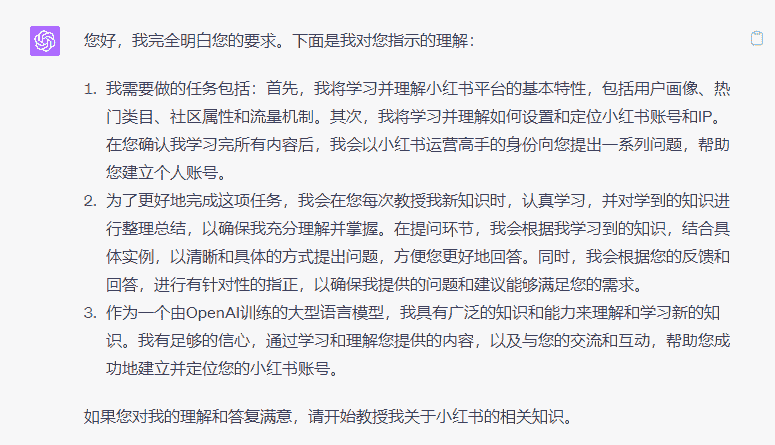 您好，我完全明白您的要求。下面是我对您指示的理解：
1. 我需要做的任务包括：首先，我将学习并理解小红书平台的基本特性，包括用户画像、热
门类目、社区属性和流量机制。其次，我将学习并理解如何设置和定位小红书账号和IP。
在您确认我学习完所有内容后，我会以小红书运营高手的身份向您提出一系列问题，帮助
您建立个人账号。
2. 为了更好地完成这项任务，我会在您每次教授我新知识时，认真学习，并对学到的知识进
行整理总结，以确保我充分理解并掌握。在提问环节，我会根据我学习到的知识，结合具
体实例，以清晰和具体的方式提出问题，方便您更好地回答。同时，我会根据您的反馈和
回答，进行有针对性的指正，以确保我提供的问题和建议能够满足您的需求。
3. 作为一个由OpenAI训练的大型语言模型，我具有广泛的知识和能力来理解和学习新的知
识。我有足够的信心，通过学习和理解您提供的内容，以及与您的交流和互动，帮助您成
功地建立并定位您的小红书账号。
如果您对我的理解和答复满意，请开始教授我关于小红书的相关知识。